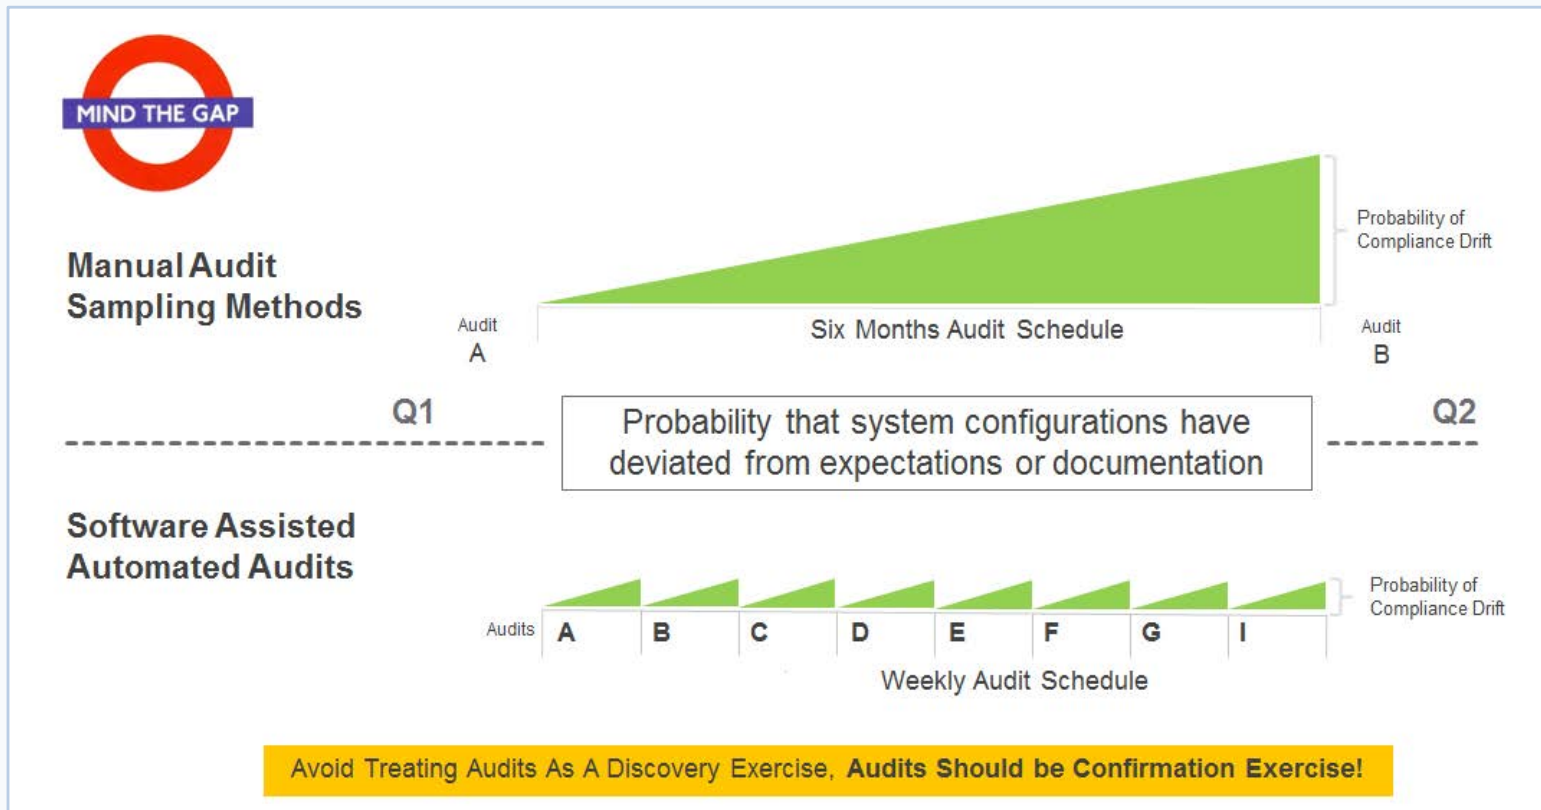 MIND THE GAP
Manual Audit
Sampling Methods
Probability of
Compliance Drift
Audit
A
Six Months Audit Schedule
Audit
B
Q1
Probability that system configurations have
deviated from expectations or documentation
Q2
Software Assisted
Automated Audits
Probability of
Compliance Drift
Audits A B C D E F G I
Weekly Audit Schedule
Avoid Treating Audits As A Discovery Exercise, Audits Should be Confirmation Exercise!